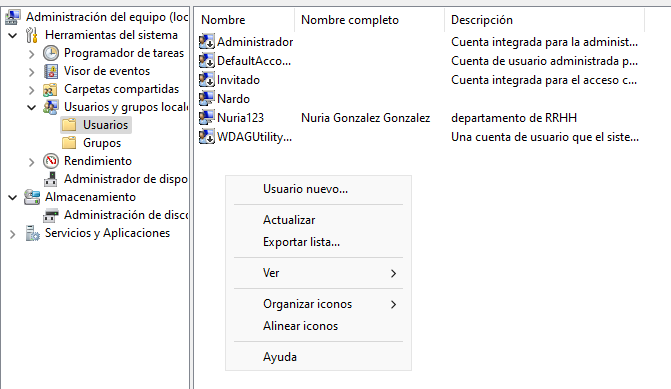 Administración del equipo (loc
Herramientas del sistema
Programador de tareas
Visor de eventos
Carpetas compartidas
Usuarios y grupos locale
Usuarios
Grupos
Rendimiento
Administrador de dispo
Almacenamiento
Administración de disc
Servicios y Aplicaciones
Nombre Nombre completo Descripción
Administrador Cuenta integrada para la administ...
DefaultAcco... Cuenta de usuario administrada p...
Invitado Cuenta integrada para el acceso c...
Nardo
Nuria123 Nuria Gonzalez Gonzalez departamento de RRHH
WDAGUtility... Una cuenta de usuario que el siste...
Usuario nuevo...
Actualizar
Exportar lista...
Ver
Organizar iconos
Alinear iconos
Ayuda